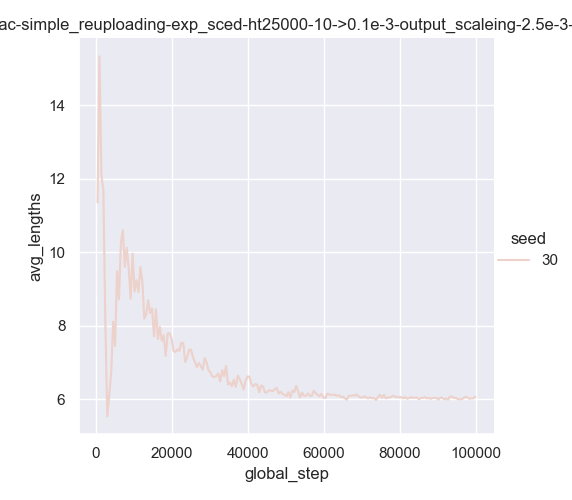 ac-simple_reuploading-exp_sced-ht25000-10->0.1e-3-output_scaleing-2.5e-3-
14
12
10
8
6
avg_lengths
0 20000 40000 60000 80000 100000
global_step
seed
30